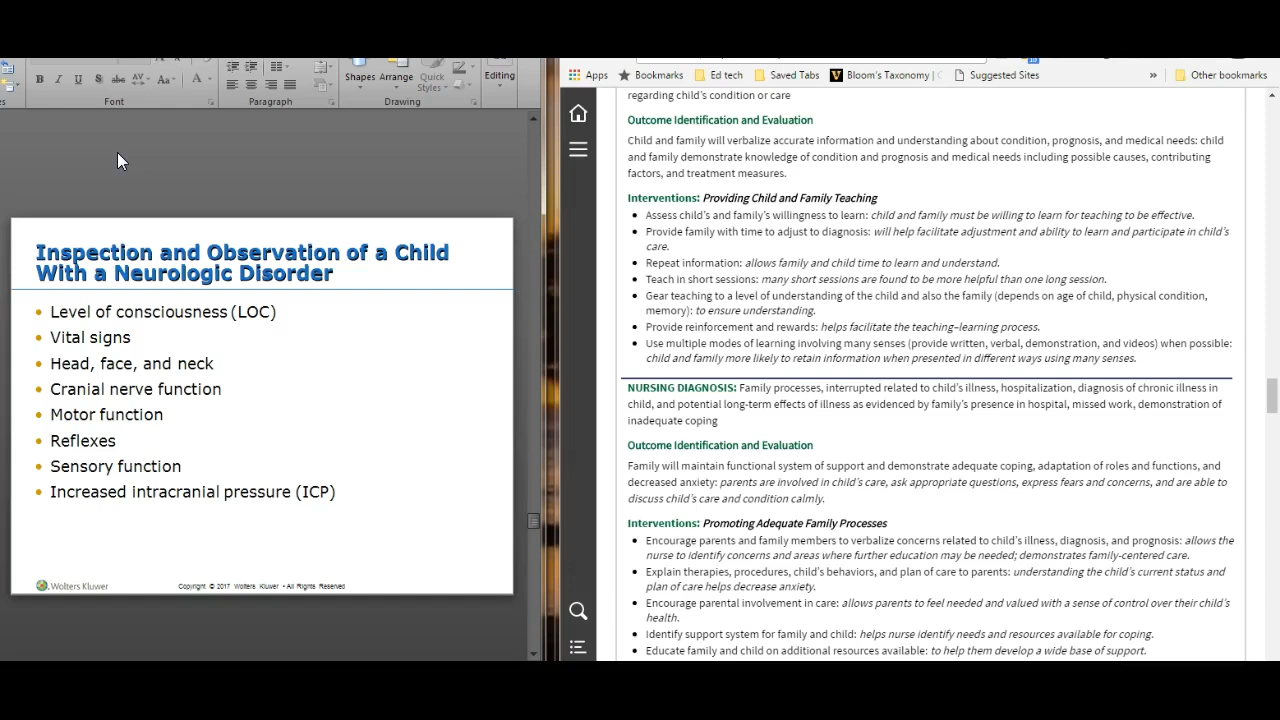 Shapes Arrange Quick Styles Editing
B I U S abc AV Aa A
s Font Paragraph Drawing
Inspection and Observation of a Child
With a Neurologic Disorder
• Level of consciousness (LOC)
• Vital signs
• Head, face, and neck
• Cranial nerve function
• Motor function
• Reflexes
• Sensory function
• Increased intracranial pressure (ICP)
Wolters Kluwer Copyright © 2017 Wolters Kluwer • All Rights Reserved
Apps Bookmarks Ed tech Saved Tabs Bloom's Taxonomy | C Suggested Sites » Other bookmarks
regarding child's condition or care
Outcome Identification and Evaluation
Child and family will verbalize accurate information and understanding about condition, prognosis, and medical needs: child
and family demonstrate knowledge of condition and prognosis and medical needs including possible causes, contributing
factors, and treatment measures.
Interventions: Providing Child and Family Teaching
• Assess child's and family's willingness to learn: child and family must be willing to learn for teaching to be effective.
• Provide family with time to adjust to diagnosis: will help facilitate adjustment and ability to learn and participate in child's
care.
• Repeat information: allows family and child time to learn and understand.
• Teach in short sessions: many short sessions are found to be more helpful than one long session.
• Gear teaching to a level of understanding of the child and also the family (depends on age of child, physical condition,
memory): to ensure understanding.
• Provide reinforcement and rewards: helps facilitate the teaching–learning process.
• Use multiple modes of learning involving many senses (provide written, verbal, demonstration, and videos) when possible:
child and family more likely to retain information when presented in different ways using many senses.
NURSING DIAGNOSIS: Family processes, interrupted related to child's illness, hospitalization, diagnosis of chronic illness in
child, and potential long-term effects of illness as evidenced by family's presence in hospital, missed work, demonstration of
inadequate coping
Outcome Identification and Evaluation
Family will maintain functional system of support and demonstrate adequate coping, adaptation of roles and functions, and
decreased anxiety: parents are involved in child's care, ask appropriate questions, express fears and concerns, and are able to
discuss child's care and condition calmly.
Interventions: Promoting Adequate Family Processes
• Encourage parents and family members to verbalize concerns related to child's illness, diagnosis, and prognosis: allows the
nurse to identify concerns and areas where further education may be needed; demonstrates family-centered care.
• Explain therapies, procedures, child's behaviors, and plan of care to parents: understanding the child's current status and
plan of care helps decrease anxiety.
• Encourage parental involvement in care: allows parents to feel needed and valued with a sense of control over their child's
health.
• Identify support system for family and child: helps nurse identify needs and resources available for coping.
• Educate family and child on additional resources available: to help them develop a wide base of support.